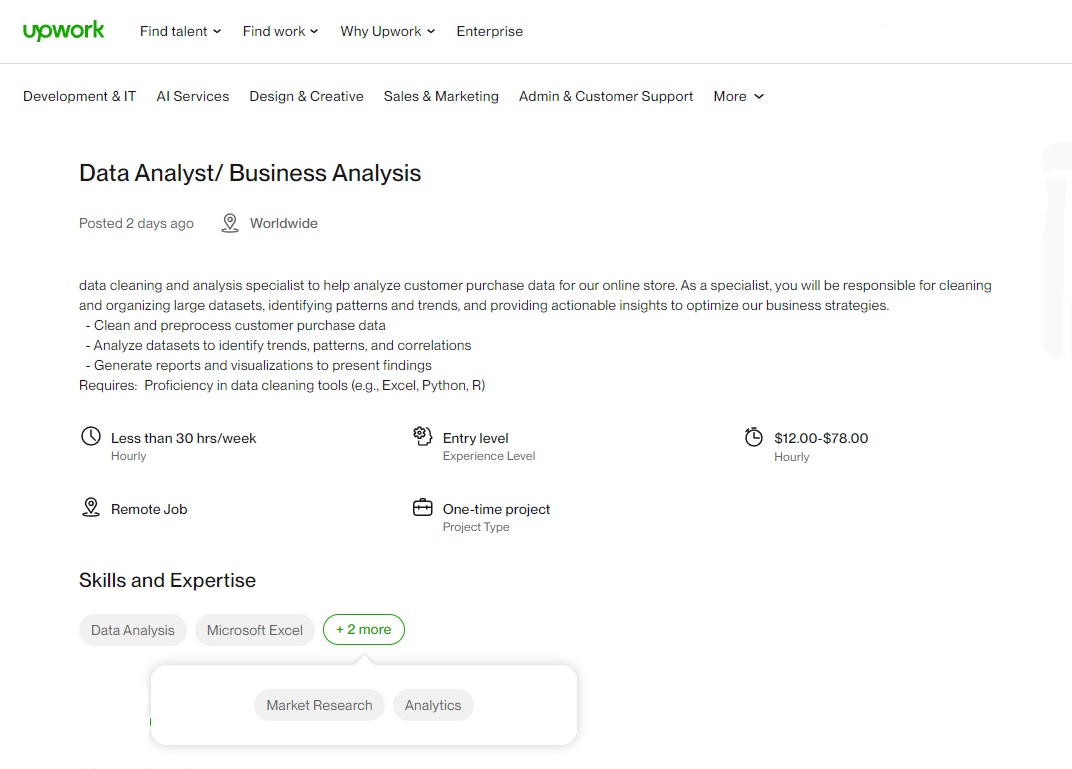 upwork Find talent Find work Why Upwork Enterprise
Development & IT AI Services Design & Creative Sales & Marketing Admin & Customer Support More
Data Analyst/ Business Analysis
Posted 2 days ago Worldwide
data cleaning and analysis specialist to help analyze customer purchase data for our online store. As a specialist, you will be responsible for cleaning
and organizing large datasets, identifying patterns and trends, and providing actionable insights to optimize our business strategies.
- Clean and preprocess customer purchase data
- Analyze datasets to identify trends, patterns, and correlations
- Generate reports and visualizations to present findings
Requires: Proficiency in data cleaning tools (e.g., Excel, Python, R)
Less than 30 hrs/week Entry level $12.00-$78.00
Hourly Experience Level Hourly
Remote Job One-time project
Project Type
Skills and Expertise
Data Analysis Microsoft Excel + 2 more
Market Research Analytics